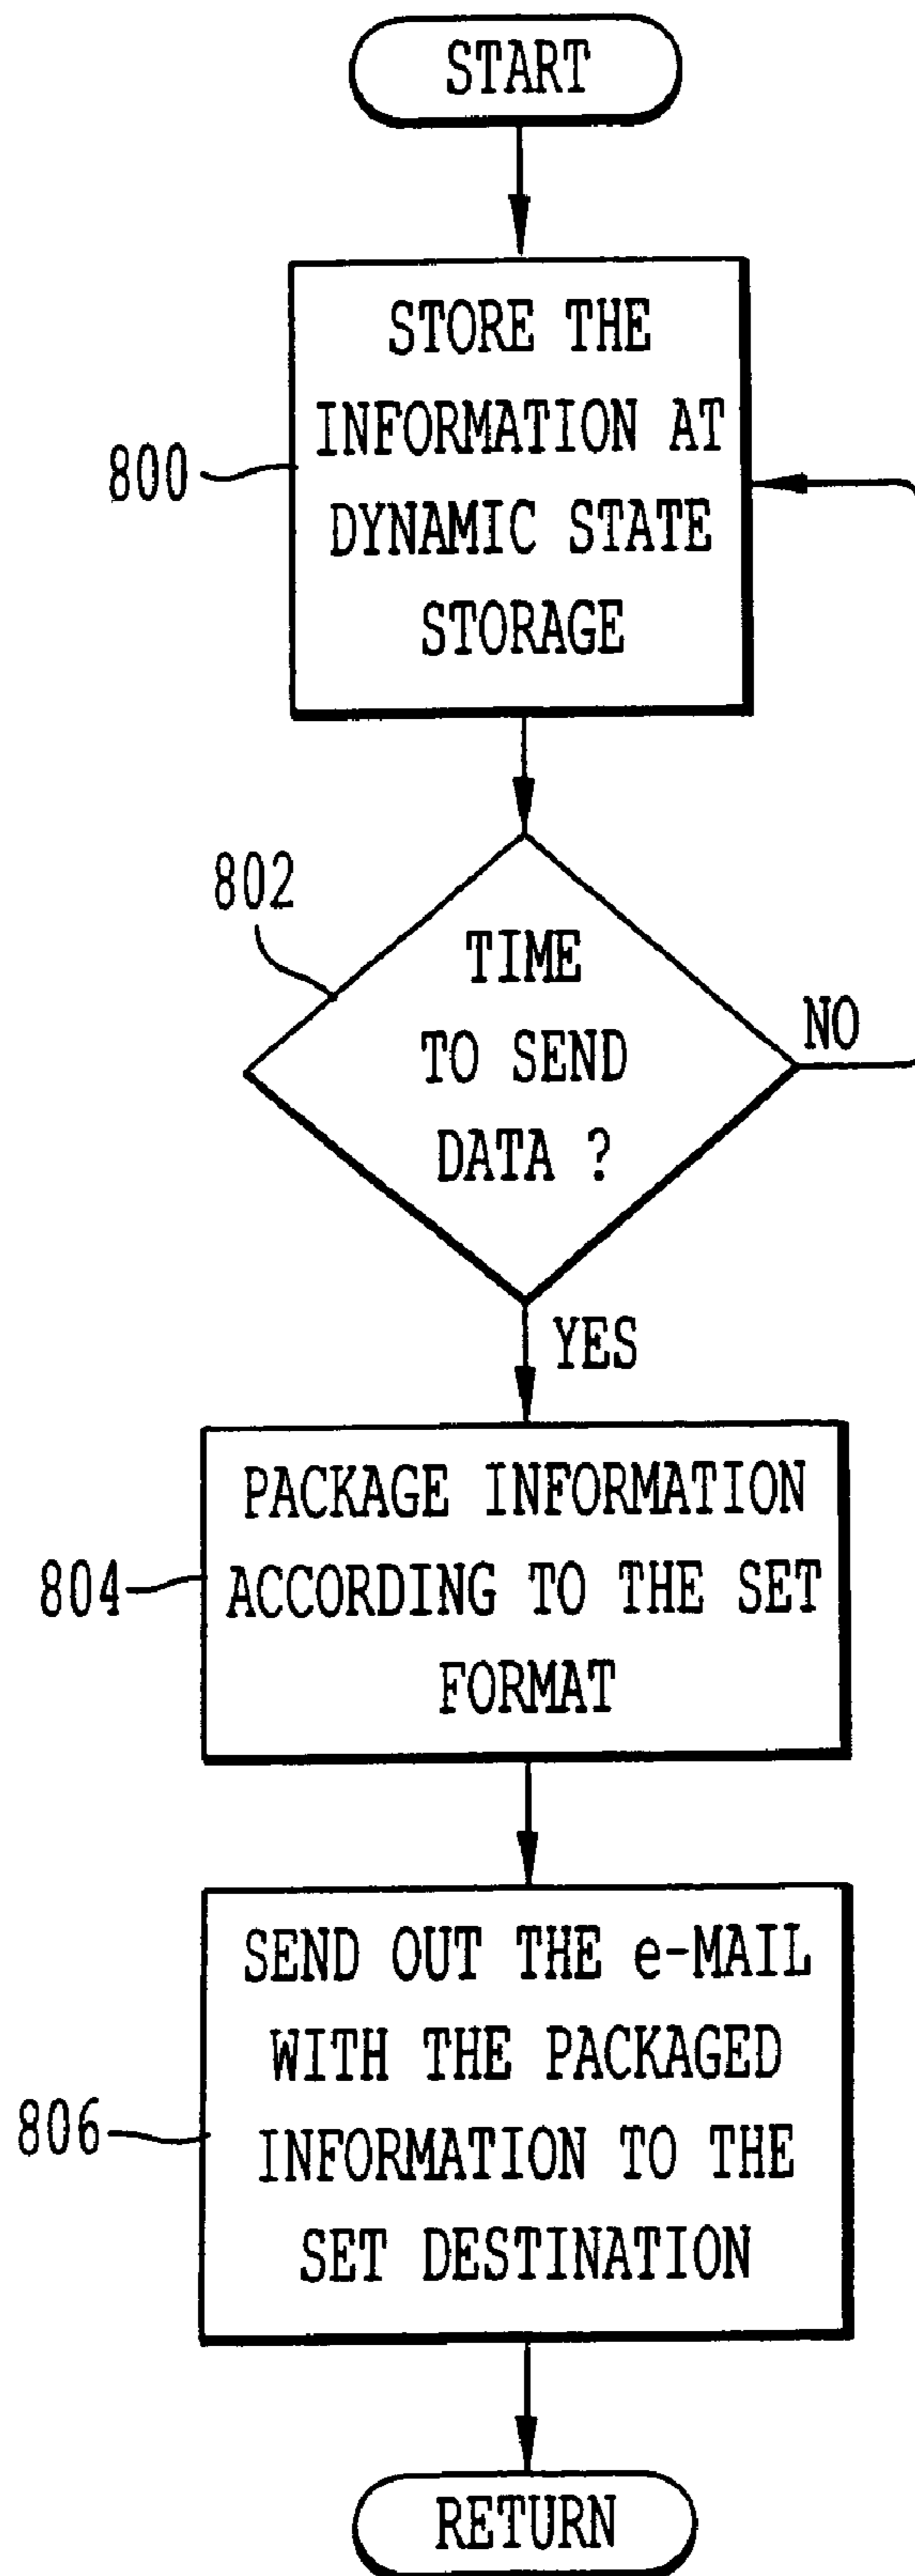 START
STORE THE
INFORMATION AT
DYNAMIC STATE
STORAGE
800
802
TIME
TO SEND
DATA ?
NO
YES
PACKAGE INFORMATION
ACCORDING TO THE SET
FORMAT
804
SEND OUT THE e-MAIL
WITH THE PACKAGED
INFORMATION TO THE
SET DESTINATION
806
RETURN